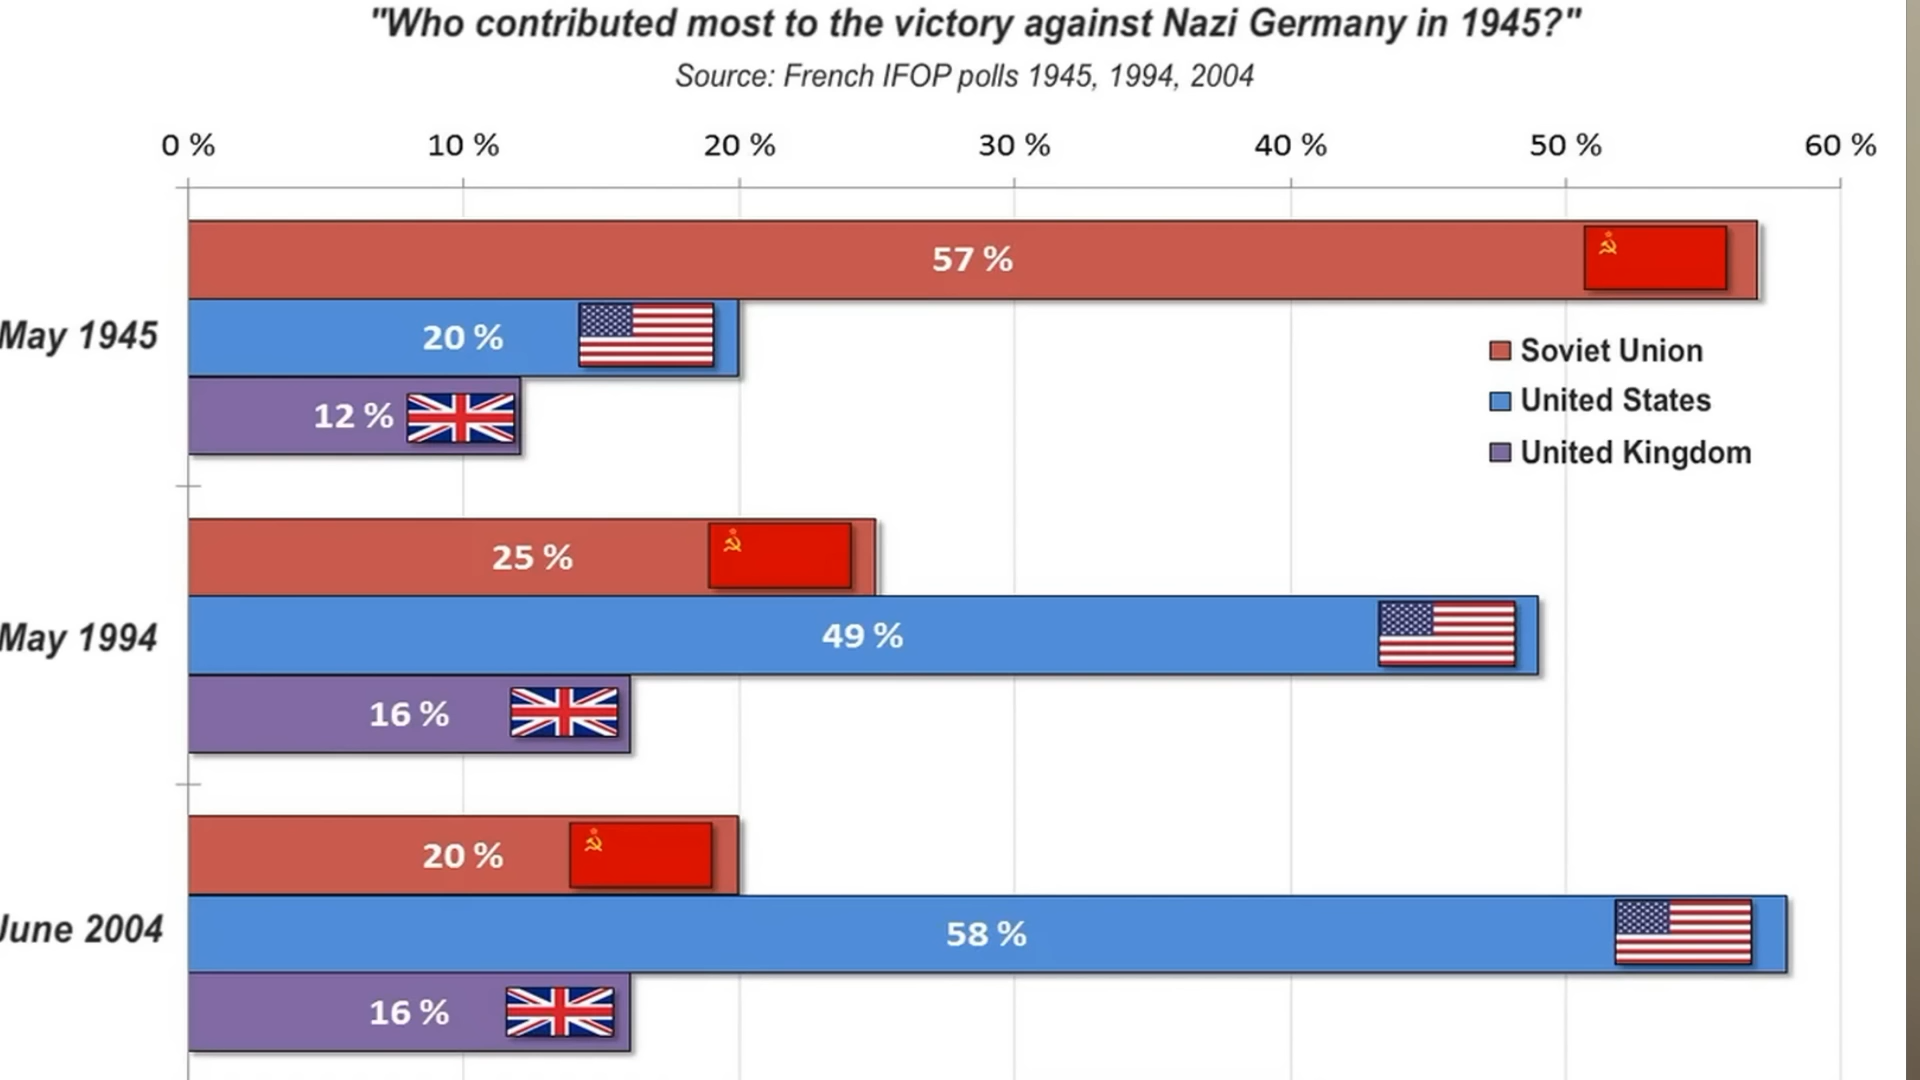 "Who contributed most to the victory against Nazi Germany in 1945?"
Source: French IFOP polls 1945, 1994, 2004
0 % 10 % 20 % 30 % 40 % 50 % 60 %
57 %
May 1945 20 %
12 %
Soviet Union
United States
United Kingdom
25 %
May 1994 49 %
16 %
20 %
June 2004 58 %
16 %